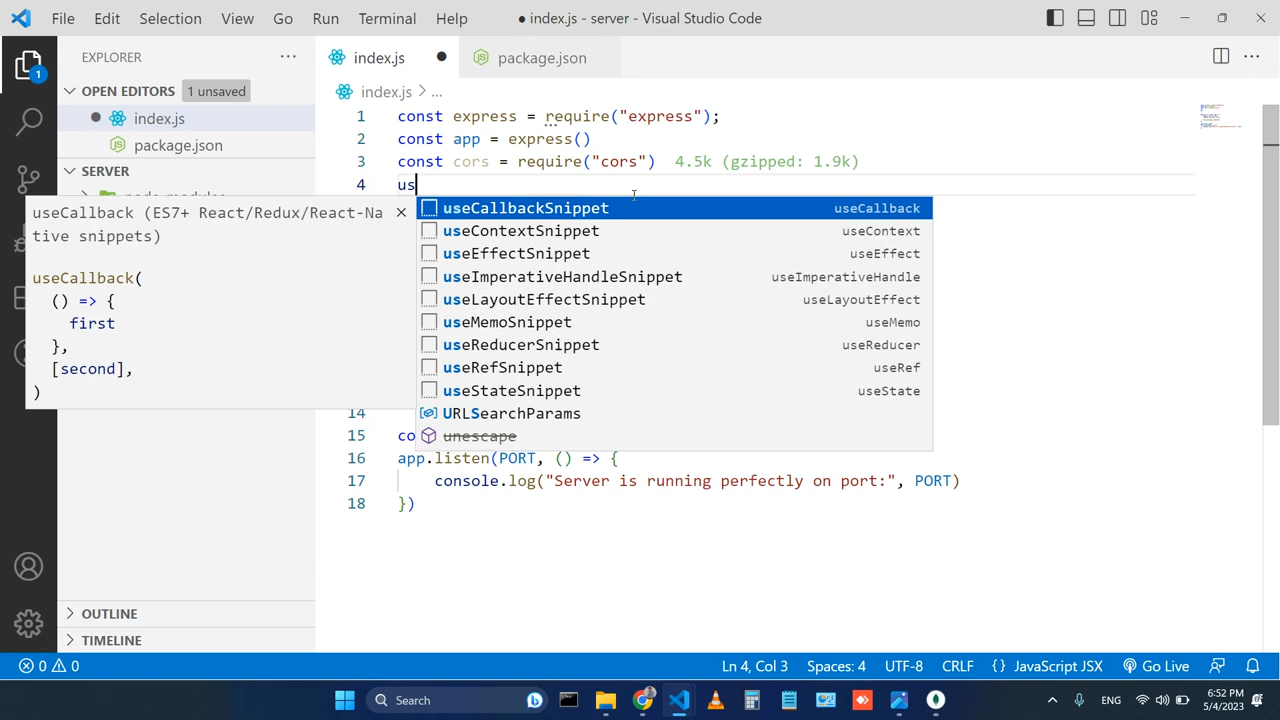 File Edit Selection View Go Run Terminal Help
● index.js - server - Visual Studio Code
EXPLORER
1
OPEN EDITORS 1 unsaved
index.js
package.json
SERVER
index.js
package.json
index.js > ...
1 const express = require("express");
2 const app = express()
3 const cors = require("cors") 4.5k (gzipped: 1.9k)
4 us
useCallback (ES7+ React/Redux/React-Na
tive snippets)
useCallback(
() => {
first
},
[second],
)
useCallbackSnippet useCallback
useContextSnippet useContext
useEffectSnippet useEffect
useImperativeHandleSnippet useImperativeHandle
useLayoutEffectSnippet useLayoutEffect
useMemoSnippet useMemo
useReducerSnippet useReducer
useRefSnippet useRef
useStateSnippet useState
URLSearchParams
unescape
14
15 co
16 app.listen(PORT, () => {
17 console.log("Server is running perfectly on port:", PORT)
18 })
OUTLINE
TIMELINE
0 0
Ln 4, Col 3 Spaces: 4 UTF-8 CRLF {} JavaScript JSX Go Live
Search
ENG
6:52 PM
5/4/2023